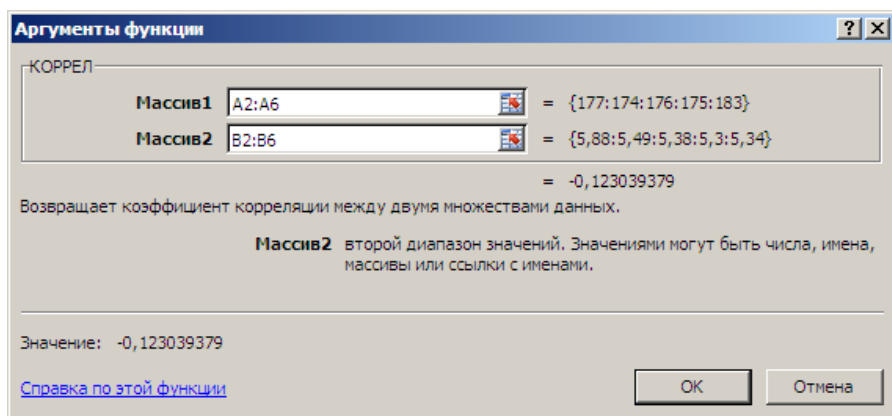 Аргументы функции
КОРРЕЛ
Массив1 A2:A6 = {177:174:176:175:183}
Массив2 B2:B6 = {5,88:5,49:5,38:5,3:5,34}
= -0,123039379
Возвращает коэффициент корреляции между двумя множествами данных.
Массив2 второй диапазон значений. Значениями могут быть числа, имена,
массивы или ссылки с именами.
Значение: -0,123039379
Справка по этой функции
OK Отмена